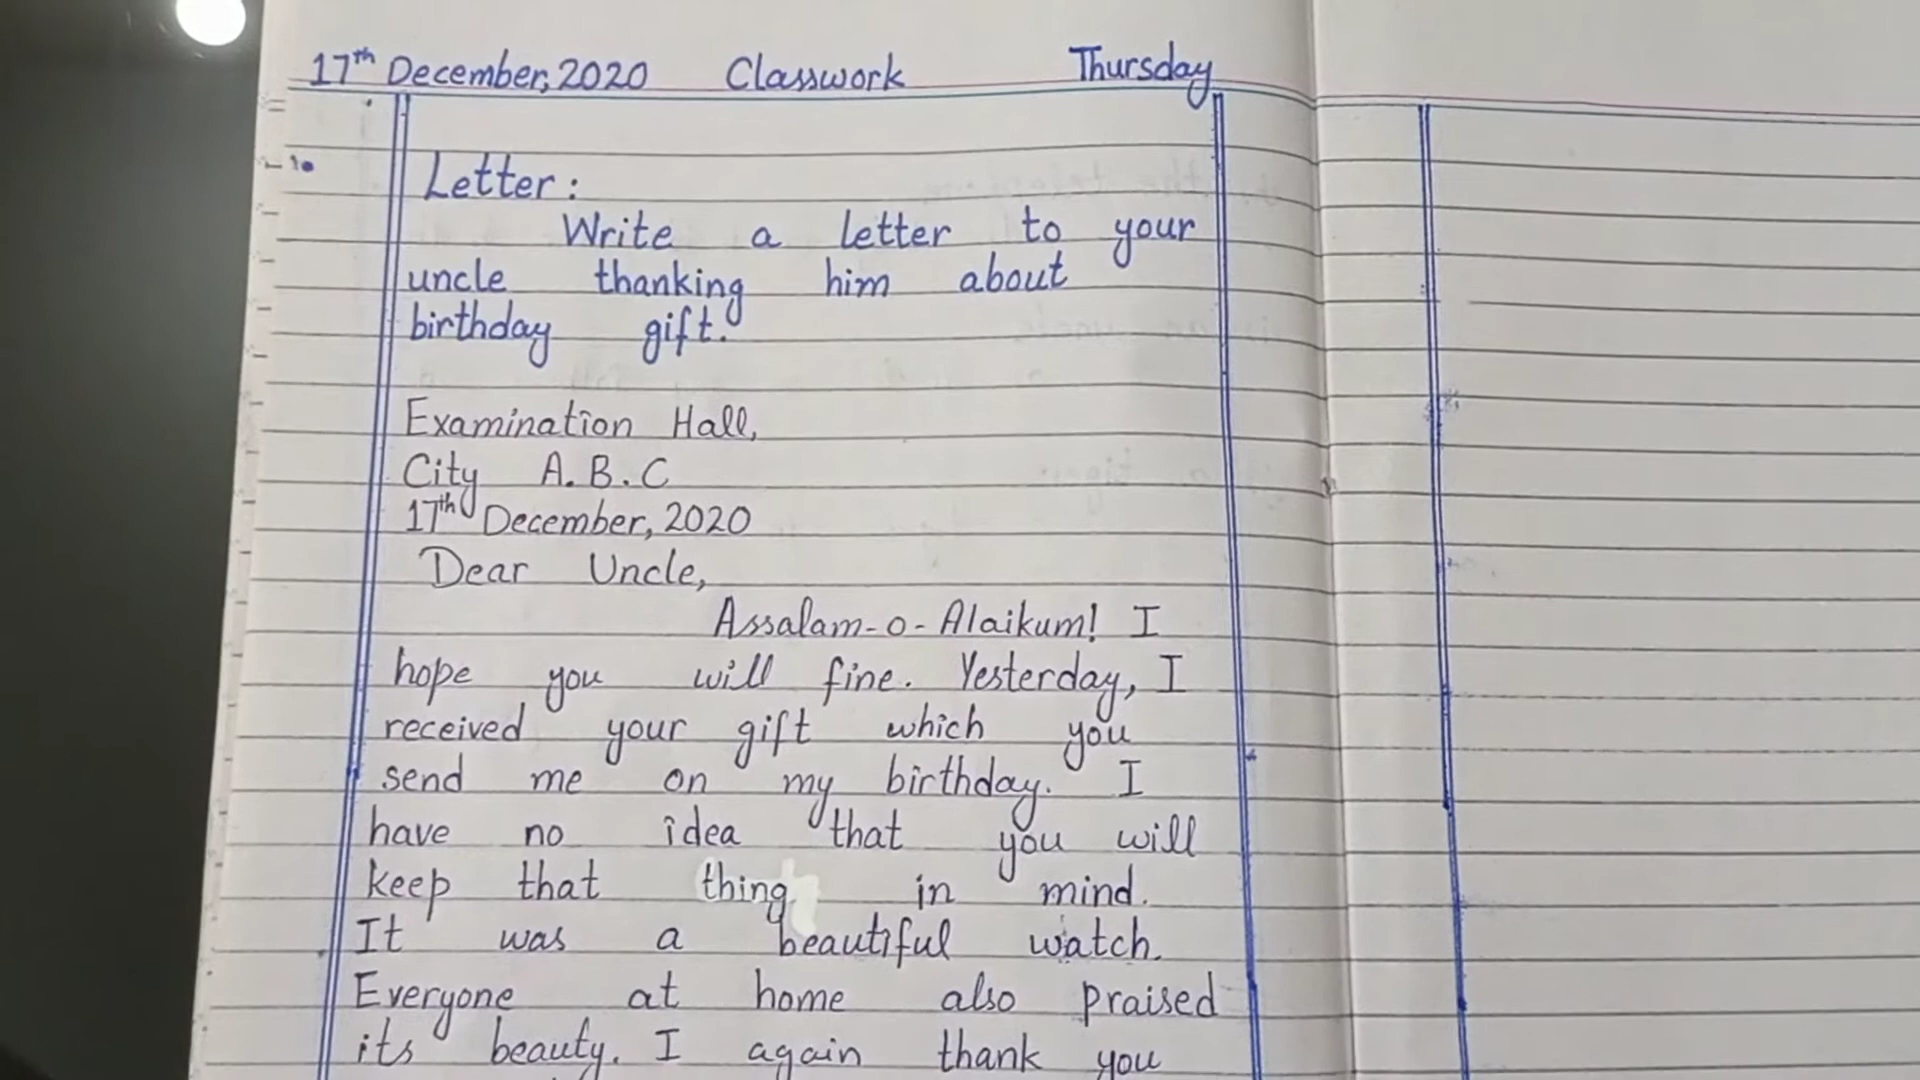 17th December, 2020 Classwork Thursday
Letter:
Write a letter to your
uncle thanking him about
birthday gift.
Examination Hall,
City A.B.C
17th December, 2020
Dear Uncle,
Assalam-o-Alaikum! I
hope you will fine. Yesterday, I
received your gift which you
send me on my birthday. I
have no idea that you will
keep that thing in mind.
It was a beautiful watch.
Everyone at home also praised
its beauty. I again thank you